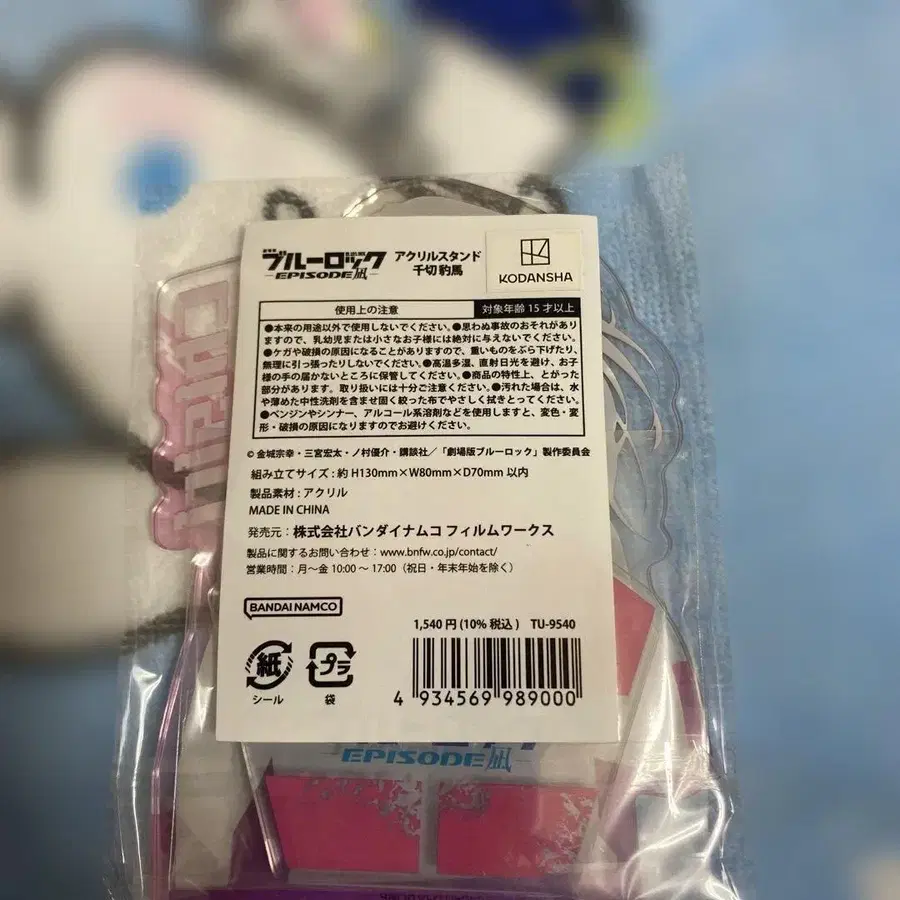 劇場版
ブルーロック
EPISODE 凪
アクリルスタンド
千切 豹馬
KODANSHA
使用上の注意
対象年齢 15 才以上
●本来の用途以外で使用しないでください。●思わぬ事故のおそれがあり
ますので、乳幼児または小さなお子様には絶対に与えないでください。
●ケガや破損の原因になることがありますので、重いものをぶら下げたり、
無理に引っ張ったりしないでください。●高温多湿、直射日光を避け、お子
様の手の届かないところに保管してください。●商品の特性上、とがった
部分があります。取り扱いには十分ご注意ください。●汚れた場合は、水
や薄めた中性洗剤を含ませ固く絞った布でやさしく拭きとってください。
●ベンジンやシンナー、アルコール系溶剤などを使用しますと、変色・変
形・破損の原因になりますのでお避けください。
© 金城宗幸・三宮宏太・ノ村優介・講談社/「劇場版ブルーロック」製作委員会
組み立てサイズ : 約 H130mm×W80mm×D70mm 以内
製品素材 : アクリル
MADE IN CHINA
発売元 : 株式会社バンダイナムコ フィルムワークス
製品に関するお問い合わせ : www.bnfw.co.jp/contact/
営業時間 : 月〜金 10:00 〜 17:00(祝日・年末年始を除く)
BANDAI NAMCO
1,540 円 (10% 税込) TU-9540
紙
シール
プラ
袋
4 934569 989000
EPISODE 凪